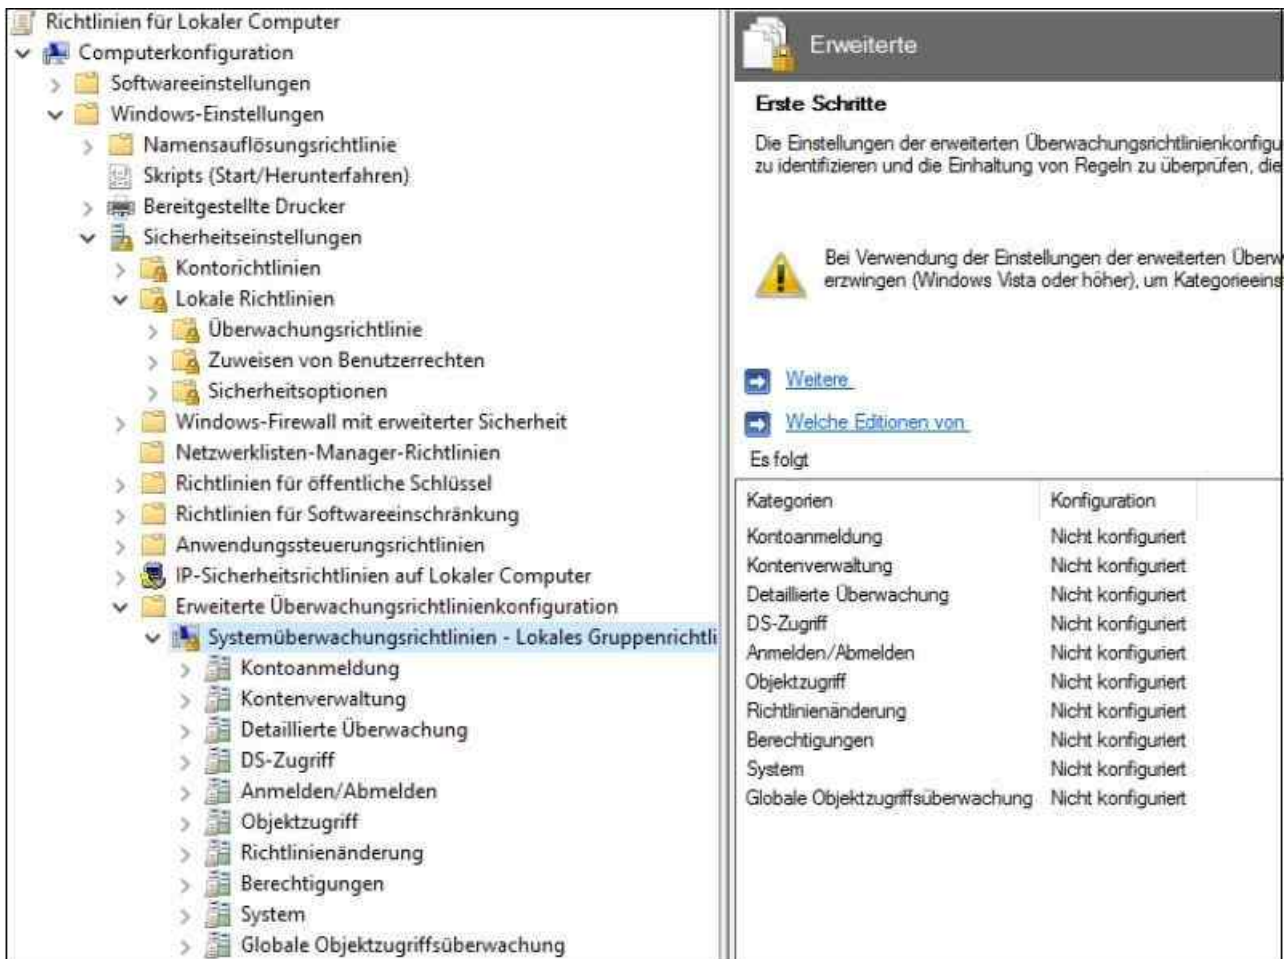 Richtlinien für Lokaler Computer
Computerkonfiguration
Softwareeinstellungen
Windows-Einstellungen
Namensauflösungsrichtlinie
Skripts (Start/Herunterfahren)
Bereitgestellte Drucker
Sicherheitseinstellungen
Kontorichtlinien
Lokale Richtlinien
Überwachungsrichtlinie
Zuweisen von Benutzerrechten
Sicherheitsoptionen
Windows-Firewall mit erweiterter Sicherheit
Netzwerklisten-Manager-Richtlinien
Richtlinien für öffentliche Schlüssel
Richtlinien für Softwareeinschränkung
Anwendungssteuerungsrichtlinien
IP-Sicherheitsrichtlinien auf Lokaler Computer
Erweiterte Überwachungsrichtlinienkonfiguration
Systemüberwachungsrichtlinien - Lokales Gruppenrichtli
Kontoanmeldung
Kontenverwaltung
Detaillierte Überwachung
DS-Zugriff
Anmelden/Abmelden
Objektzugriff
Richtlinienänderung
Berechtigungen
System
Globale Objektzugriffsüberwachung
Erweiterte
Erste Schritte
Die Einstellungen der erweiterten Überwachungsrichtlinienkonfigu
zu identifizieren und die Einhaltung von Regeln zu überprüfen, die
Bei Verwendung der Einstellungen der erweiterten Überw
erzwingen (Windows Vista oder höher), um Kategorieeins
Weitere
Welche Editionen von
Es folgt
Kategorien Konfiguration
Kontoanmeldung Nicht konfiguriert
Kontenverwaltung Nicht konfiguriert
Detaillierte Überwachung Nicht konfiguriert
DS-Zugriff Nicht konfiguriert
Anmelden/Abmelden Nicht konfiguriert
Objektzugriff Nicht konfiguriert
Richtlinienänderung Nicht konfiguriert
Berechtigungen Nicht konfiguriert
System Nicht konfiguriert
Globale Objektzugriffsüberwachung Nicht konfiguriert